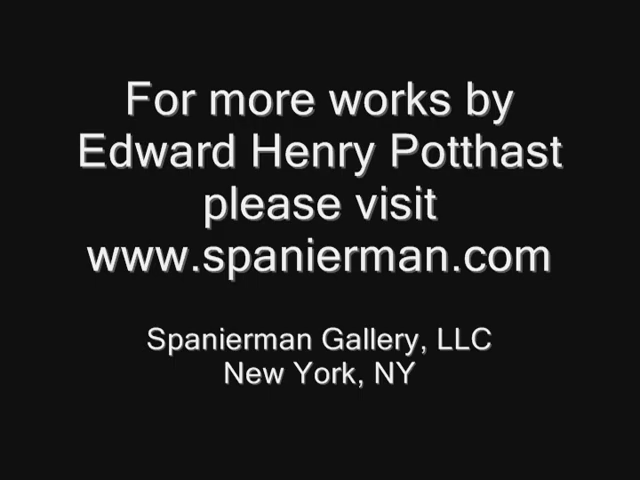 For more works by
Edward Henry Potthast
please visit
www.spanierman.com
Spanierman Gallery, LLC
New York, NY